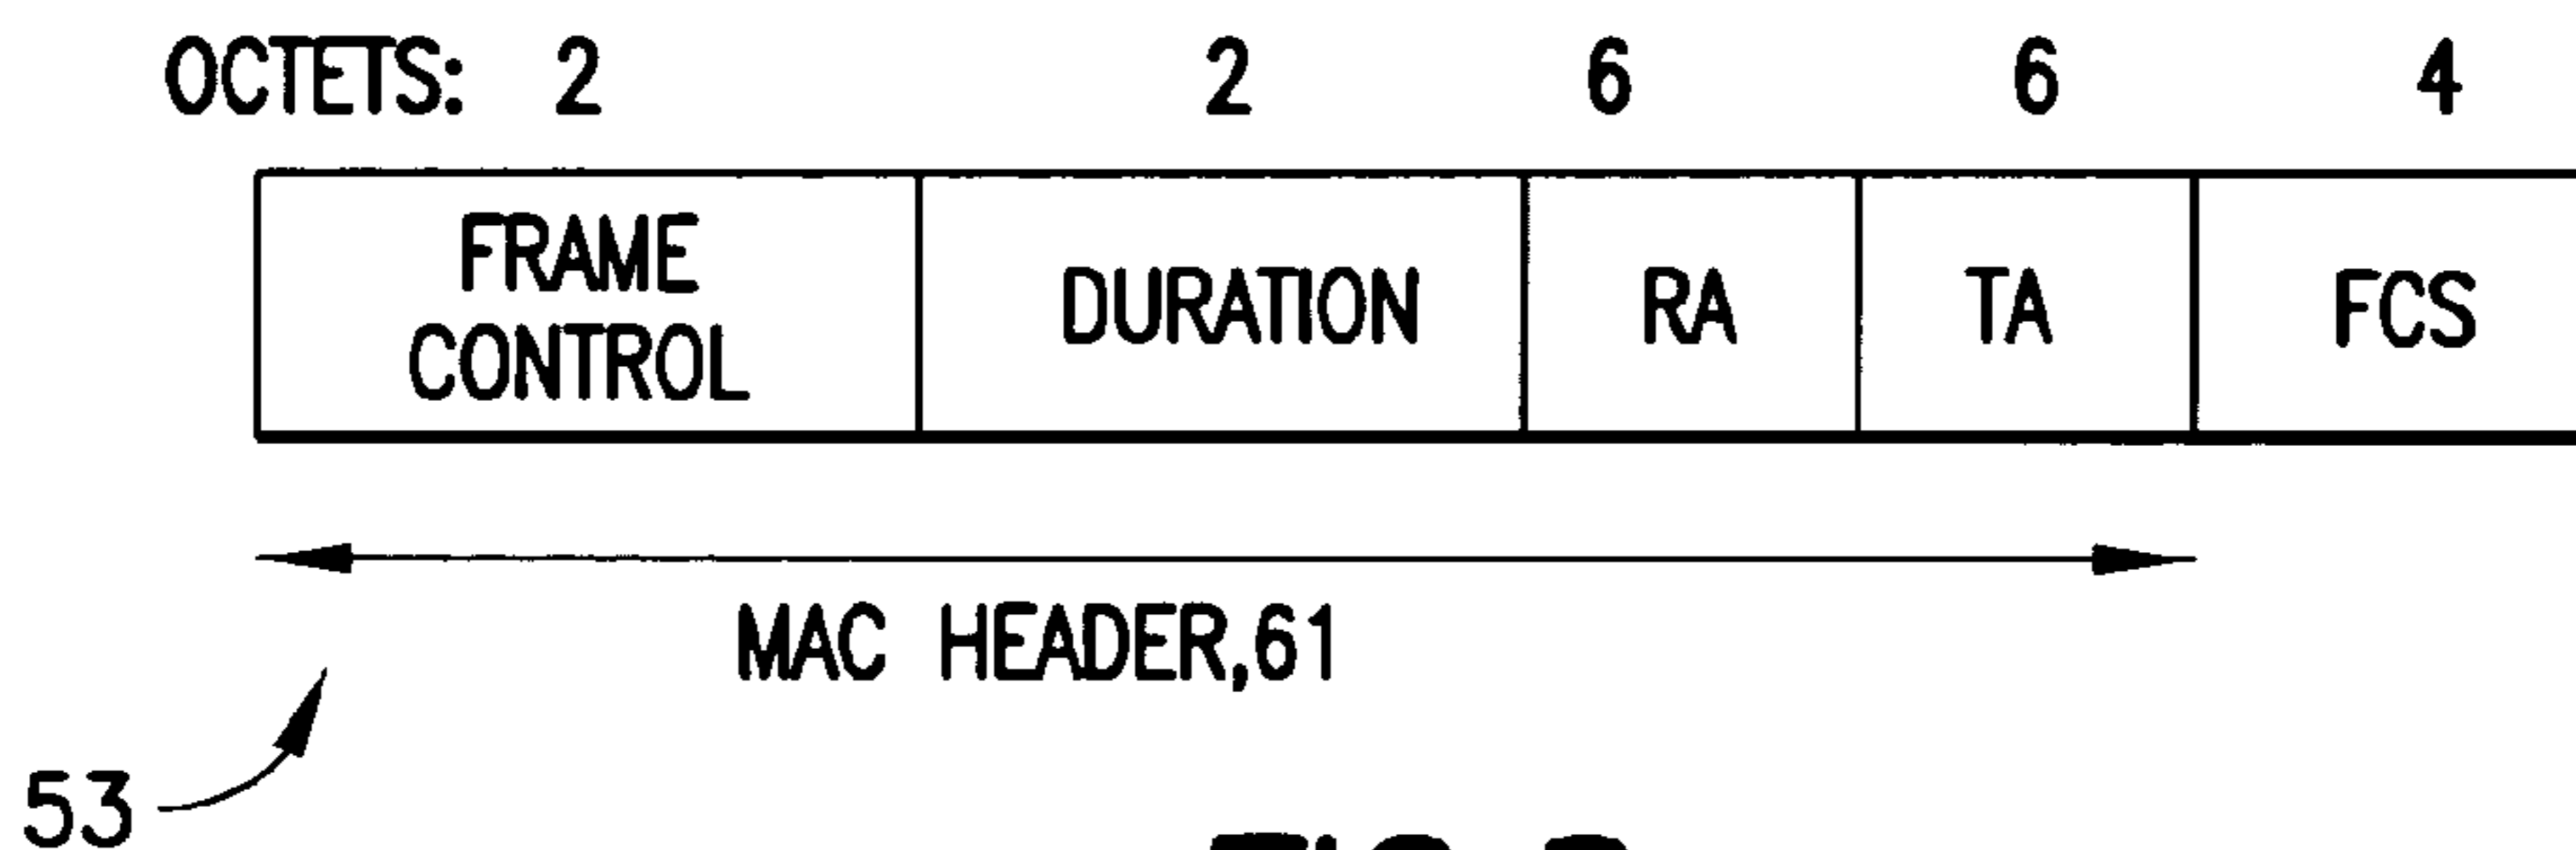 OCTETS: 2 2 6 6 4
FRAME CONTROL DURATION RA TA FCS
MAC HEADER,61
53